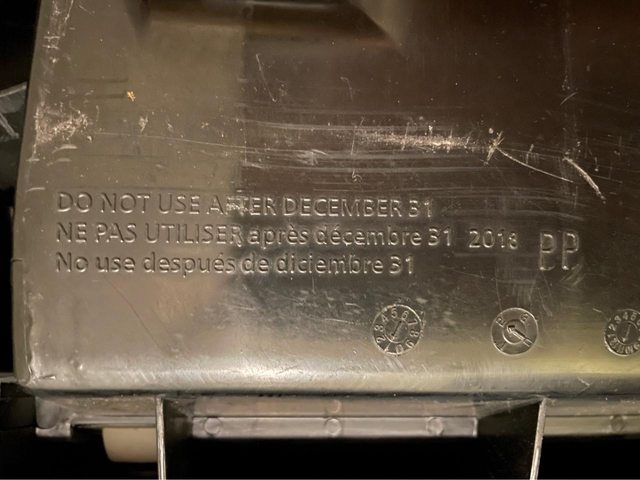 DO NOT USE AFTER DECEMBER 31
NE PAS UTILISER après décembre 31 2018 PP
No use después de diciembre 31